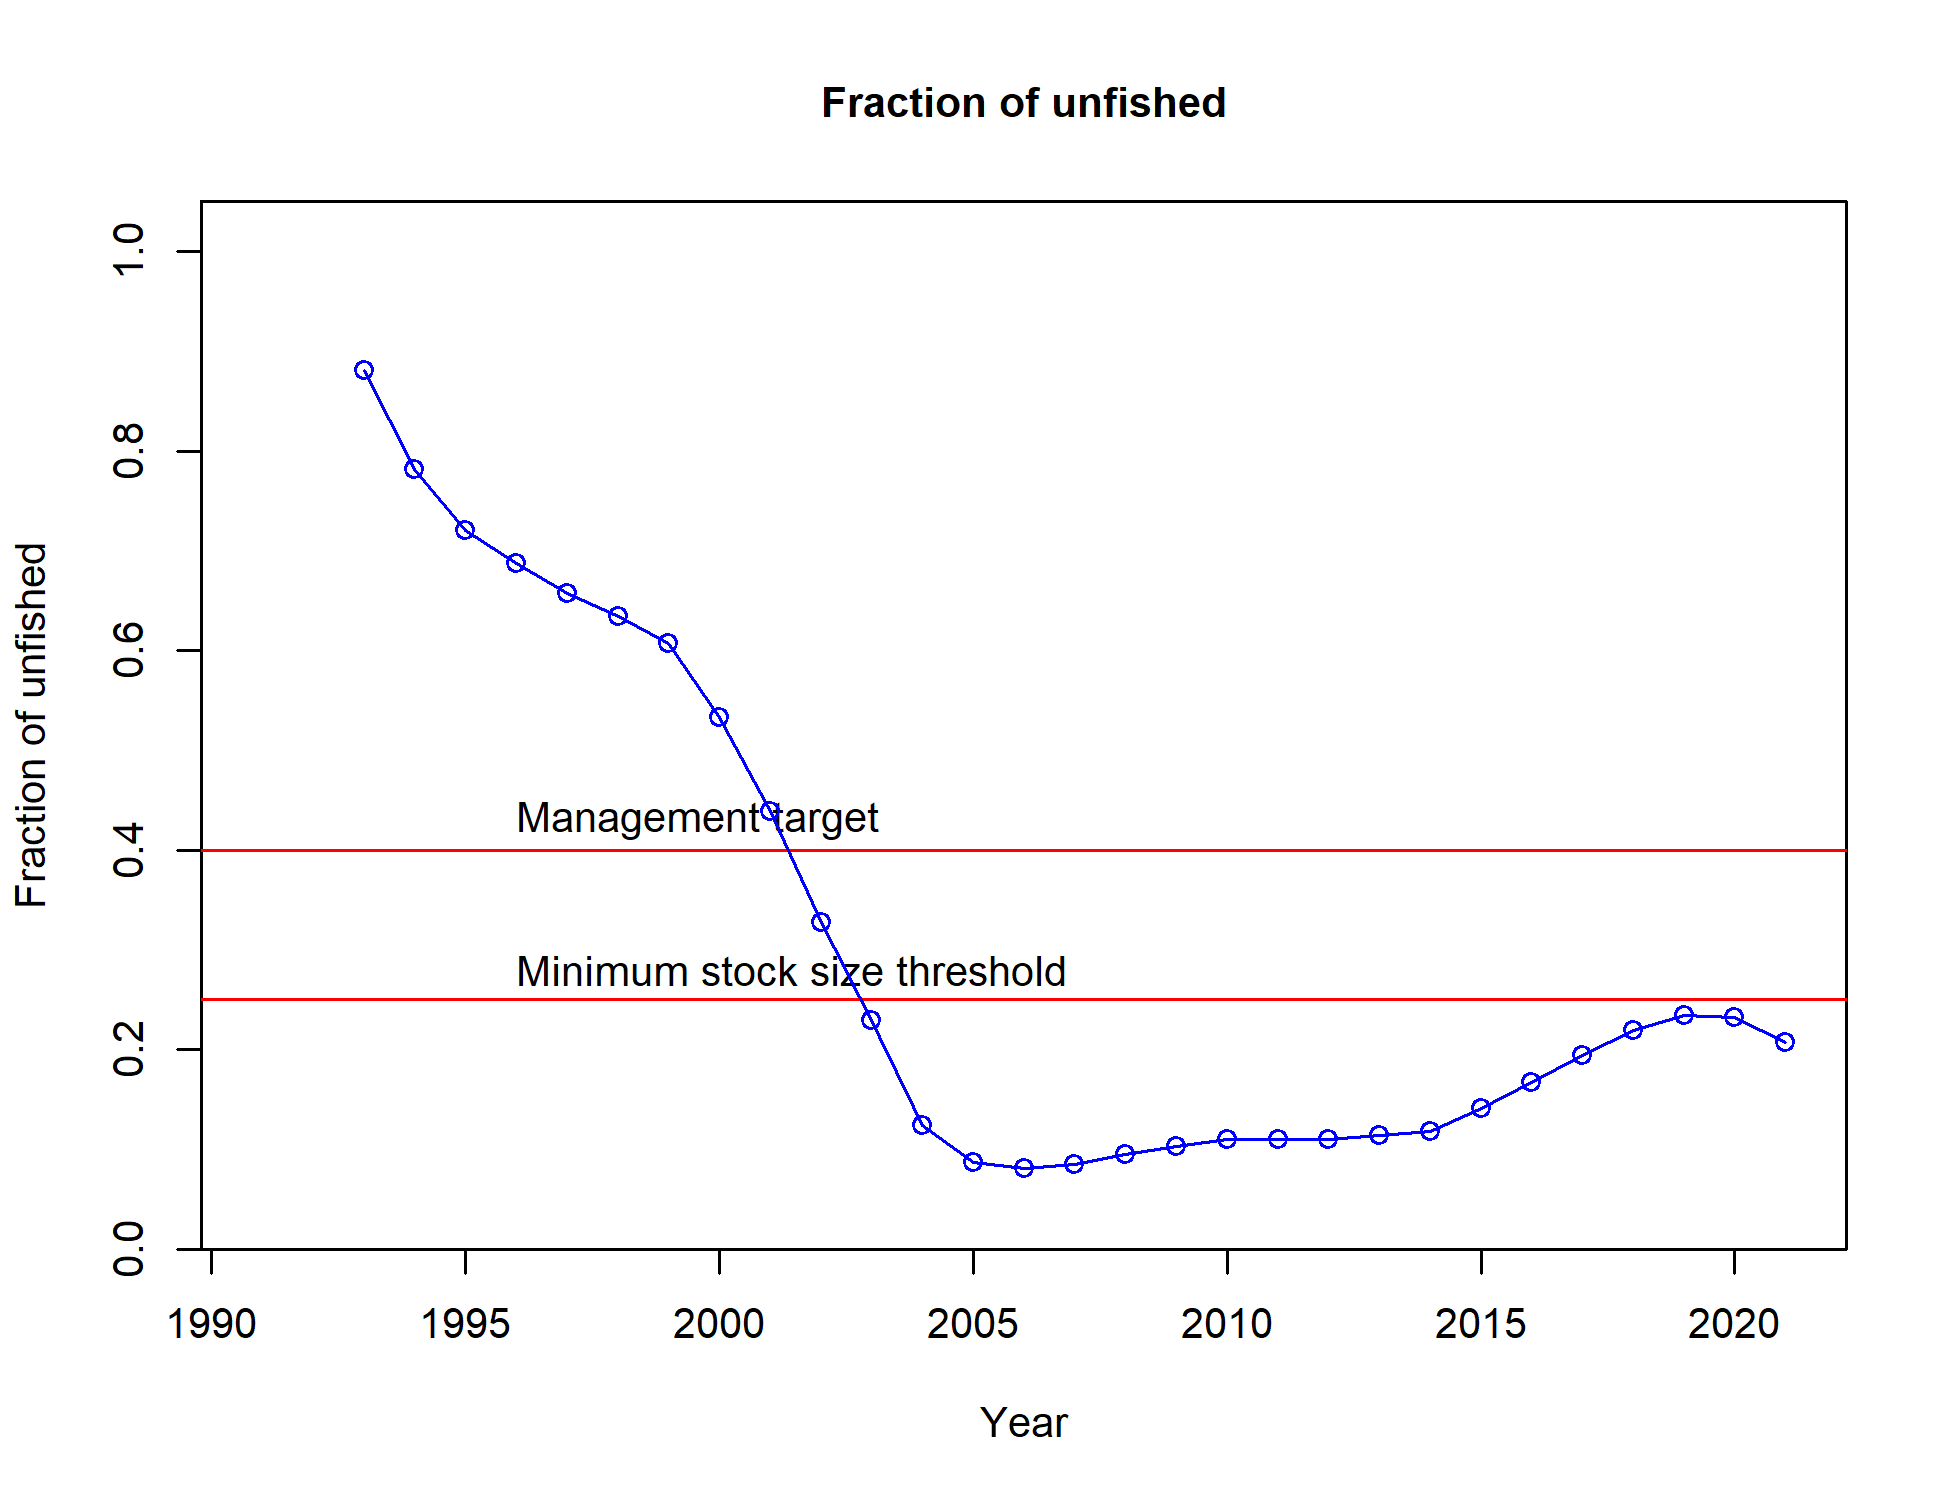 Fraction of unfished
Fraction of unfished
1.0
0.8
0.6
0.4
0.2
0.0
Management target
Minimum stock size threshold
1990 1995 2000 2005 2010 2015 2020
Year